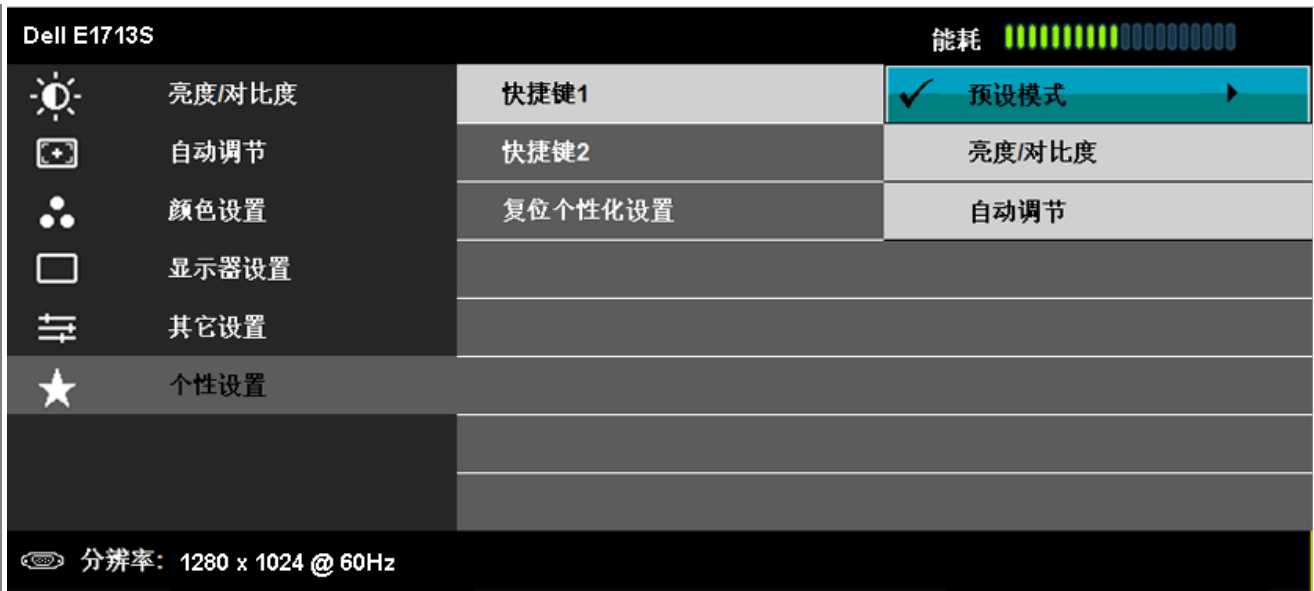 Dell E1713S 能耗
亮度/对比度 快捷键1 预设模式
自动调节 快捷键2 亮度/对比度
颜色设置 复位个性化设置 自动调节
显示器设置
其它设置
个性设置
分辨率: 1280 x 1024 @ 60Hz